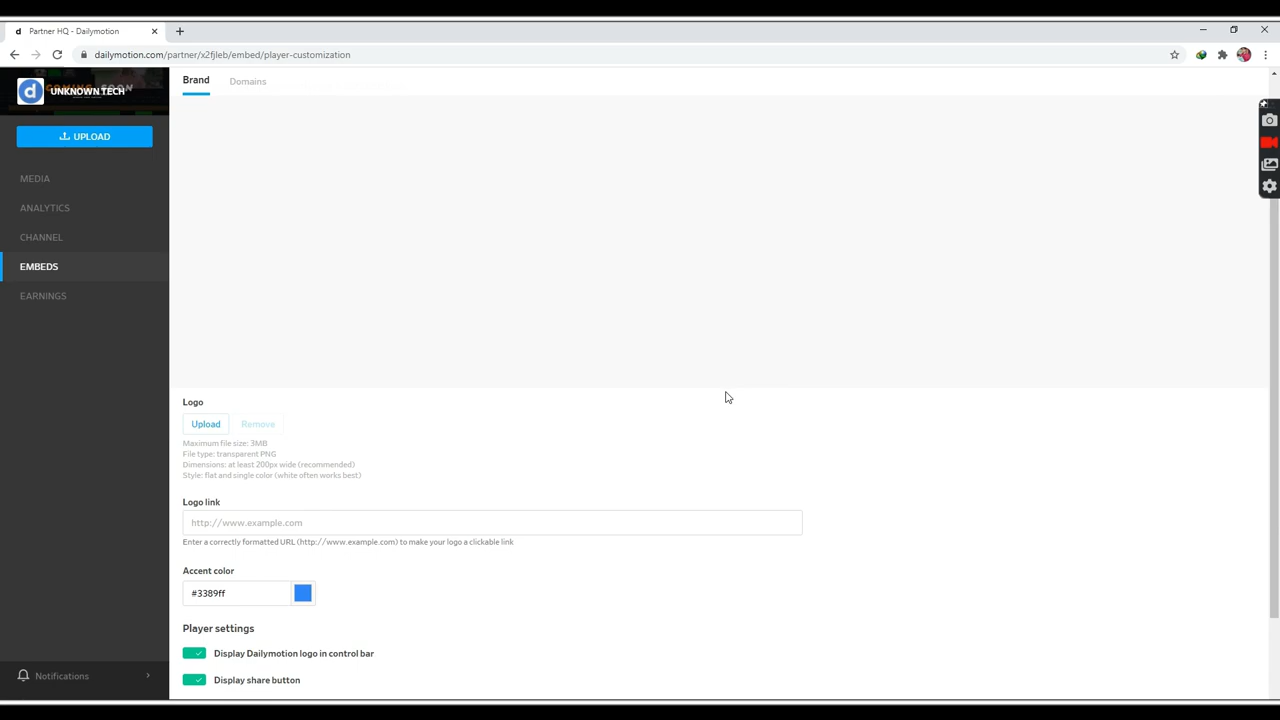 Partner HQ - Dailymotion
dailymotion.com/partner/x2fjleb/embed/player-customization
UNKNOWN TECH
UPLOAD
MEDIA
ANALYTICS
CHANNEL
EMBEDS
EARNINGS
Notifications
Brand
Domains
Logo
Upload
Remove
Maximum file size: 3MB
File type: transparent PNG
Dimensions: at least 200px wide (recommended)
Style: flat and single color (white often works best)
Logo link
http://www.example.com
Enter a correctly formatted URL (http://www.example.com) to make your logo a clickable link
Accent color
#3389ff
Player settings
Display Dailymotion logo in control bar
Display share button